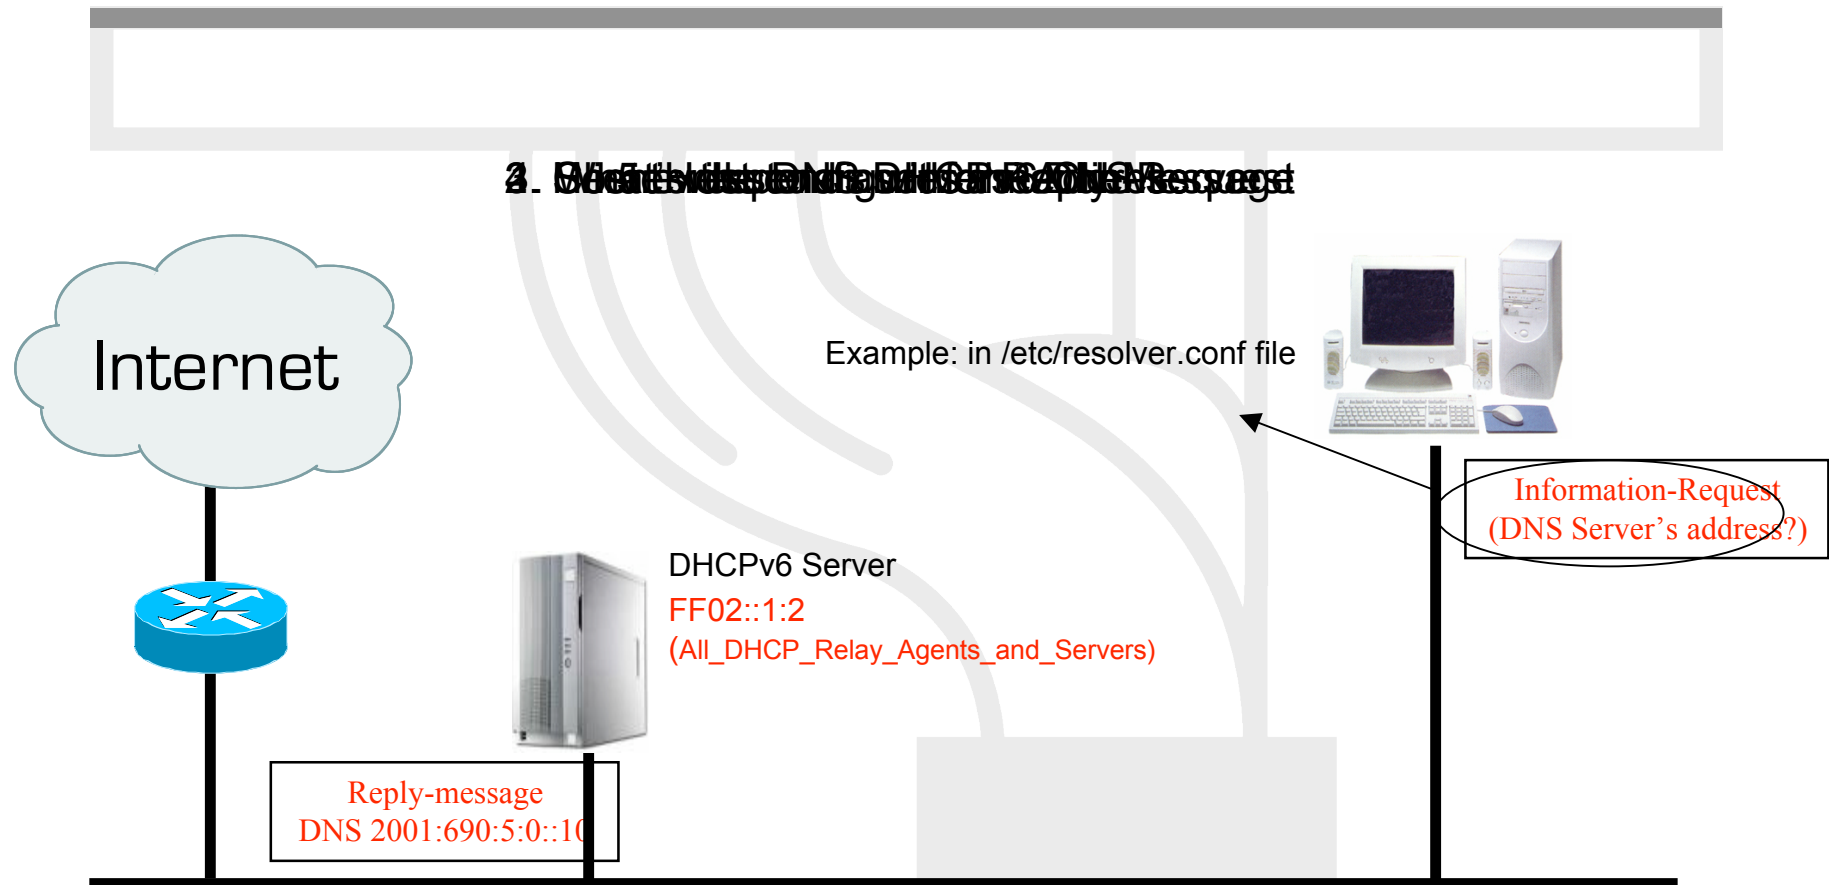 Internet
Example: in /etc/resolver.conf file
Information-Request
(DNS Server’s address?)
DHCPv6 Server
FF02::1:2
(All_DHCP_Relay_Agents_and_Servers)
Reply-message
DNS 2001:690:5:0::10